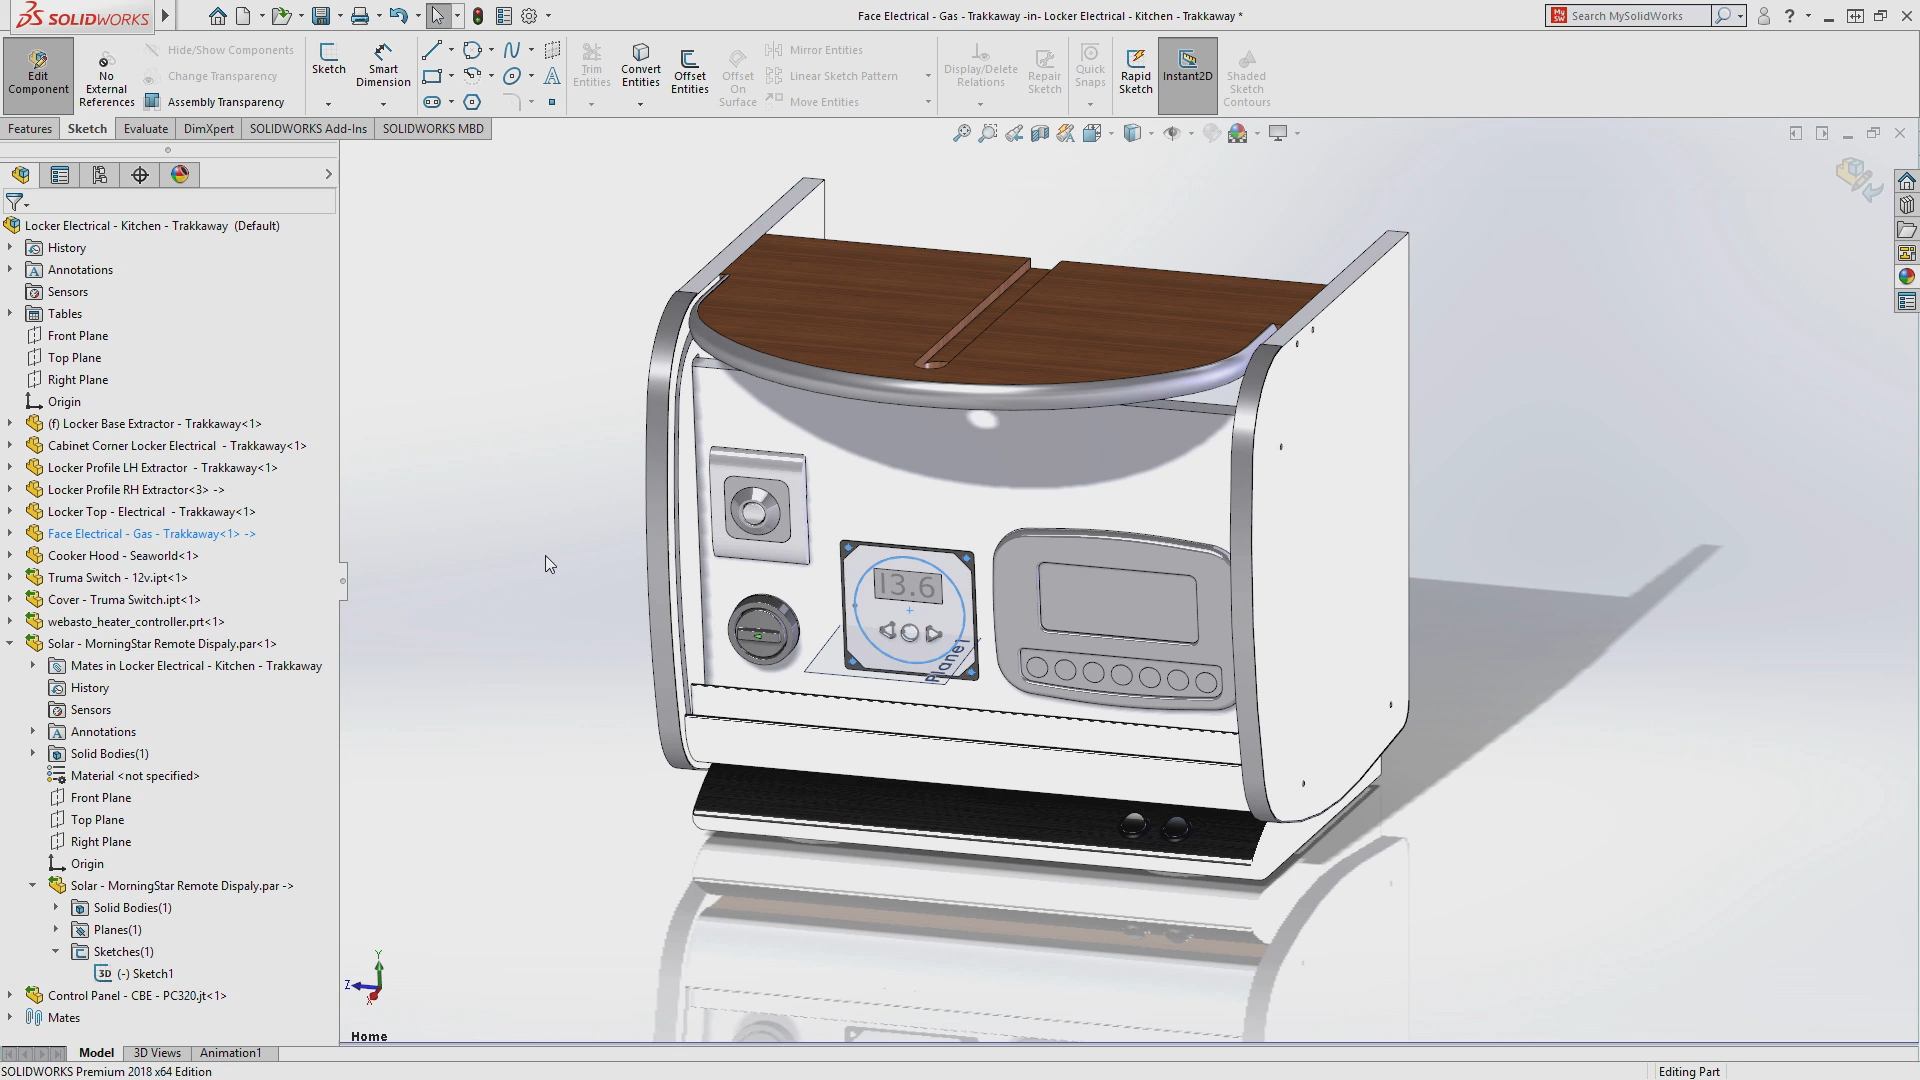 SOLIDWORKS
Face Electrical - Gas - Trakkaway -in- Locker Electrical - Kitchen - Trakkaway *
Search MySolidWorks
Edit Component
No External References
Hide/Show Components
Change Transparency
Assembly Transparency
Sketch
Smart Dimension
Trim Entities
Convert Entities
Offset Entities
Offset On Surface
Mirror Entities
Linear Sketch Pattern
Move Entities
Display/Delete Relations
Repair Sketch
Quick Snaps
Rapid Sketch
Instant2D
Shaded Sketch Contours
Features
Sketch
Evaluate
DimXpert
SOLIDWORKS Add-Ins
SOLIDWORKS MBD
Locker Electrical - Kitchen - Trakkaway (Default)
History
Annotations
Sensors
Tables
Front Plane
Top Plane
Right Plane
Origin
(f) Locker Base Extractor - Trakkaway<1>
Cabinet Corner Locker Electrical - Trakkaway<1>
Locker Profile LH Extractor - Trakkaway<1>
Locker Profile RH Extractor<3> ->
Locker Top - Electrical - Trakkaway<1>
Face Electrical - Gas - Trakkaway<1> ->
Cooker Hood - Seaworld<1>
Truma Switch - 12v.ipt<1>
Cover - Truma Switch.ipt<1>
webasto_heater_controller.prt<1>
Solar - MorningStar Remote Dispaly.par<1>
Mates in Locker Electrical - Kitchen - Trakkaway
History
Sensors
Annotations
Solid Bodies(1)
Material <not specified>
Front Plane
Top Plane
Right Plane
Origin
Solar - MorningStar Remote Dispaly.par ->
Solid Bodies(1)
Planes(1)
Sketches(1)
3D (-) Sketch1
Control Panel - CBE - PC320.jt<1>
Mates
13.6
Plane1
Y
Z
X
Home
Model
3D Views
Animation1
SOLIDWORKS Premium 2018 x64 Edition
Editing Part